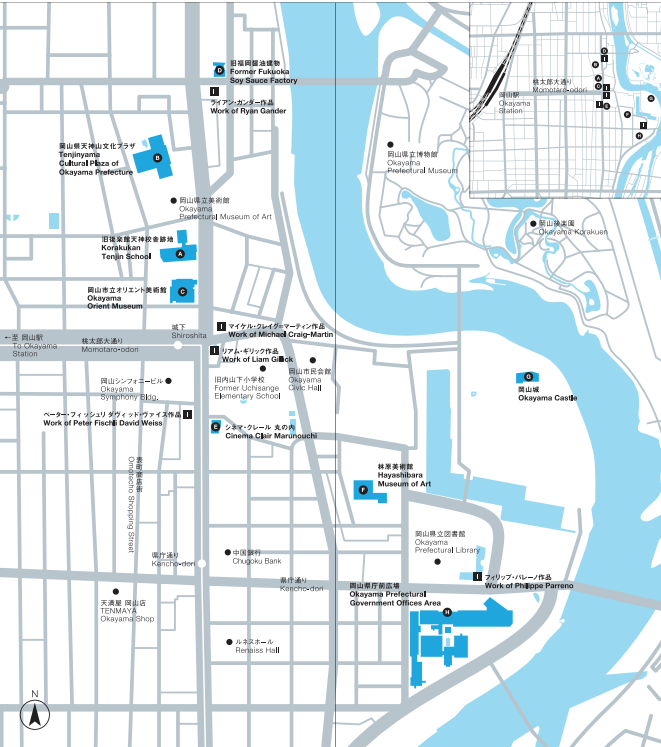 旧福岡醤油建物
D
Former Fukuoka
Soy Sauce Factory
I
ライアン・ガンダー作品
Work of Ryan Gander
岡山県天神山文化プラザ
Tenjinyama
Cultural Plaza of
Okayama Prefecture
B
岡山県立美術館
Okayama
Prefectural Museum of Art
旧後楽館天神校舎跡地
Korakukan
Tenjin School
A
岡山市立オリエント美術館
Okayama
Orient Museum
C
岡山県立博物館
Okayama
Prefectural Museum
岡山後楽園
Okayama Korakuen
桃太郎大通り
Momotaro-odori
岡山駅
Okayama
Station
D
I
B
A
C
I
I
I
E
G
F
I
H
←至 岡山駅
To Okayama
Station
桃太郎大通り
Momotaro-odori
城下
Shiroshita
I
マイケル・クレイグ=マーティン作品
Work of Michael Craig-Martin
I
リアム・ギリック作品
Work of Liam Gillick
岡山シンフォニービル
Okayama
Symphony Bldg.
旧内山下小学校
Former Uchisange
Elementary School
岡山市民会館
Okayama
Civic Hall
G
岡山城
Okayama Castle
ペーター・フィッシュリ ダヴィッド・ヴァイス作品
I
Work of Peter Fischli David Weiss
E
シネマ・クレール 丸の内
Cinema Clair Marunouchi
表町商店街
Omotecho Shopping Street
林原美術館
Hayashibara
Museum of Art
F
岡山県立図書館
Okayama
Prefectural Library
県庁通り
Kencho-dori
中国銀行
Chugoku Bank
県庁通り
Kencho-dori
I
フィリップ・パレーノ作品
Work of Philippe Parreno
岡山県庁前広場
Okayama Prefectural
Government Offices Area
H
天満屋 岡山店
TENMAYA
Okayama Shop
ルネスホール
Renaiss Hall
N